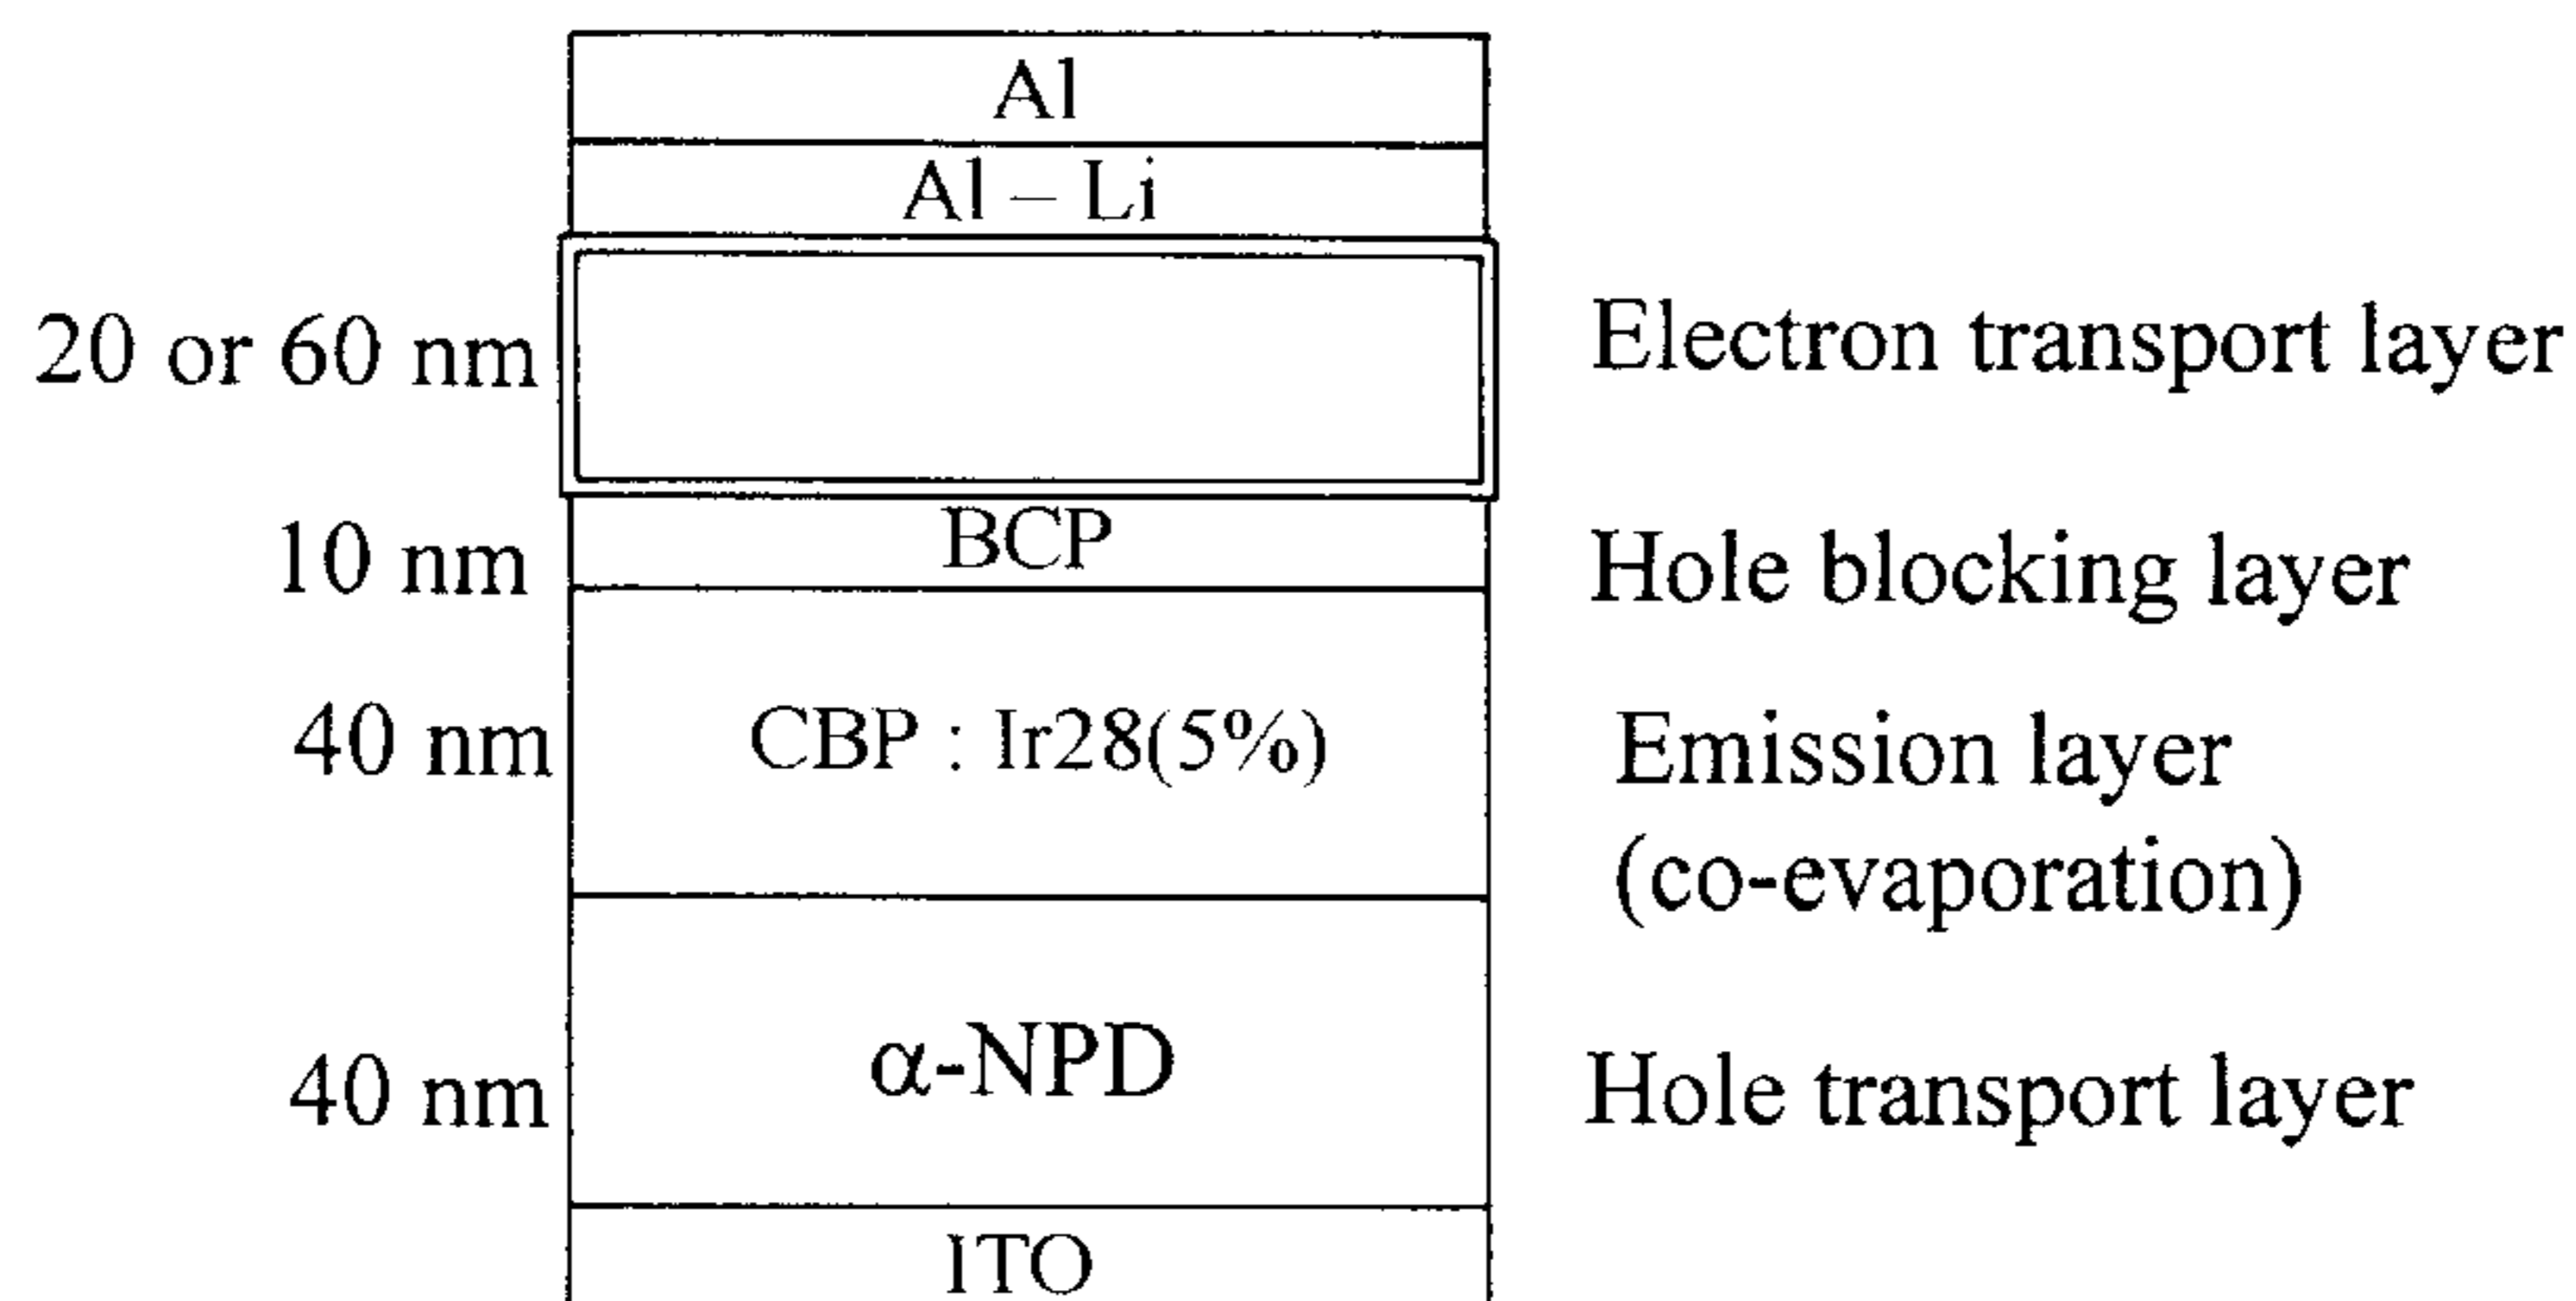 Al
Al – Li
20 or 60 nm
Electron transport layer
10 nm
BCP
Hole blocking layer
40 nm
CBP : Ir28(5%)
Emission layer
(co-evaporation)
40 nm
α-NPD
Hole transport layer
ITO